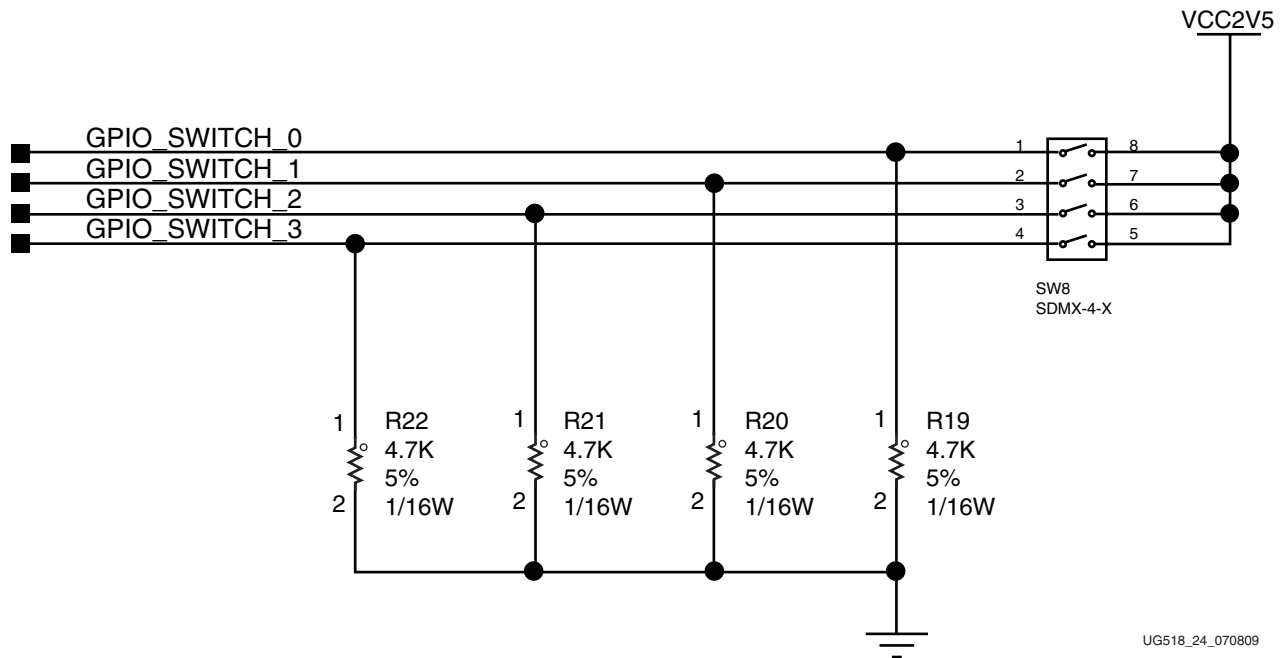 VCC2V5
GPIO_SWITCH_0
GPIO_SWITCH_1
GPIO_SWITCH_2
GPIO_SWITCH_3
1
8
2
7
3
6
4
5
SW8
SDMX-4-X
1
R22
4.7K
5%
2
1/16W
1
R21
4.7K
5%
2
1/16W
1
R20
4.7K
5%
2
1/16W
1
R19
4.7K
5%
2
1/16W
UG518_24_070809